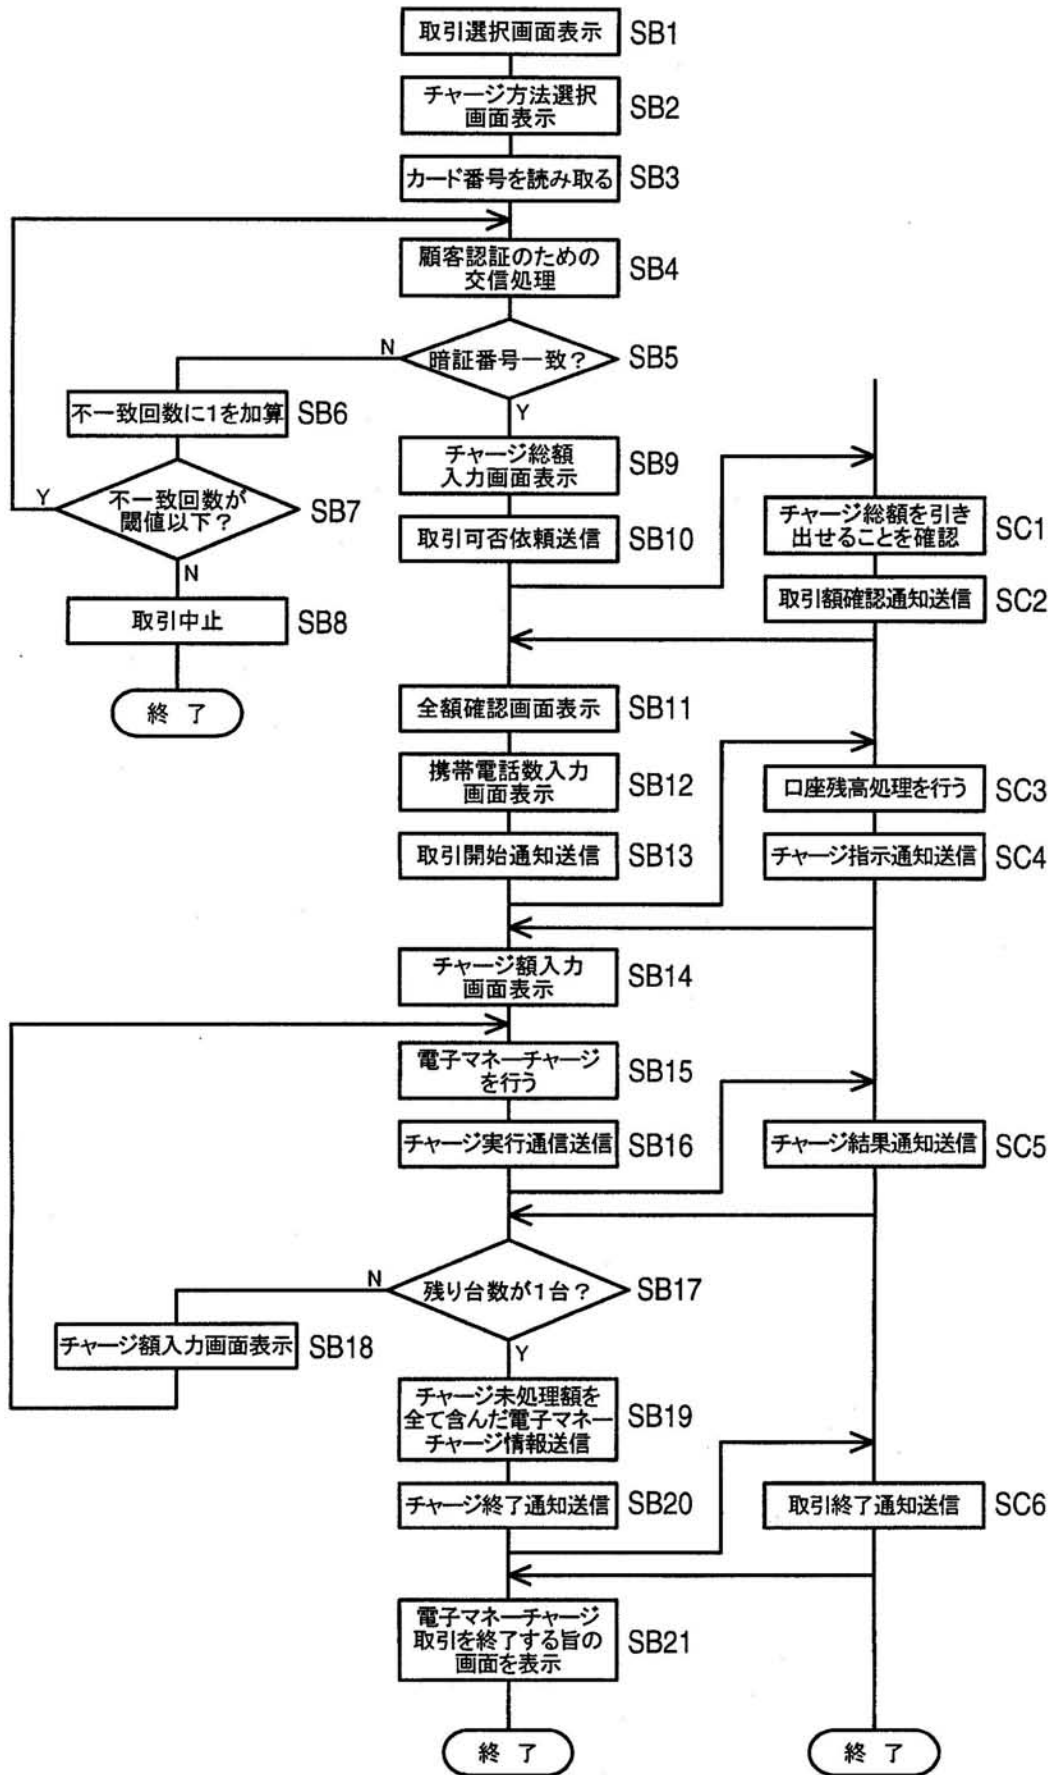 取引選択画面表示
SB1
チャージ方法選択
画面表示
SB2
カード番号を読み取る
SB3
顧客認証のための
交信処理
SB4
暗証番号一致？
SB5
N
Y
不一致回数に1を加算
SB6
不一致回数が
閾値以下？
SB7
Y
N
取引中止
SB8
終 了
チャージ総額
入力画面表示
SB9
取引可否依頼送信
SB10
チャージ総額を引き
出せることを確認
SC1
取引額確認通知送信
SC2
全額確認画面表示
SB11
携帯電話数入力
画面表示
SB12
取引開始通知送信
SB13
口座残高処理を行う
SC3
チャージ指示通知送信
SC4
チャージ額入力
画面表示
SB14
電子マネーチャージ
を行う
SB15
チャージ実行通信送信
SB16
チャージ結果通知送信
SC5
残り台数が1台？
SB17
N
Y
チャージ額入力画面表示
SB18
チャージ未処理額を
全て含んだ電子マネー
チャージ情報送信
SB19
チャージ終了通知送信
SB20
取引終了通知送信
SC6
電子マネーチャージ
取引を終了する旨の
画面を表示
SB21
終 了
終 了